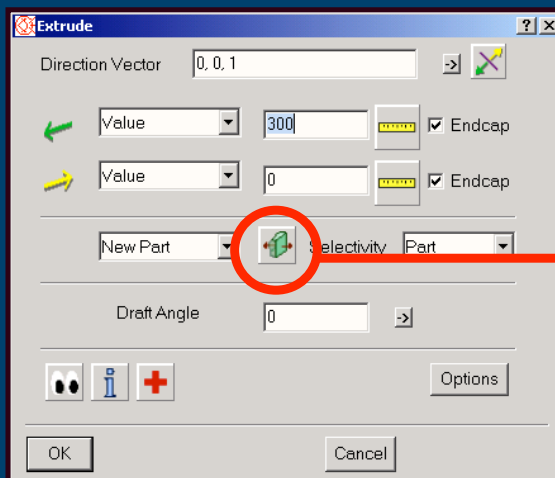 Extrude
Direction Vector 0, 0, 1 ->
Value 300 Endcap
Value 0 Endcap
New Part Selectivity Part
Draft Angle 0 ->
i Options
OK Cancel